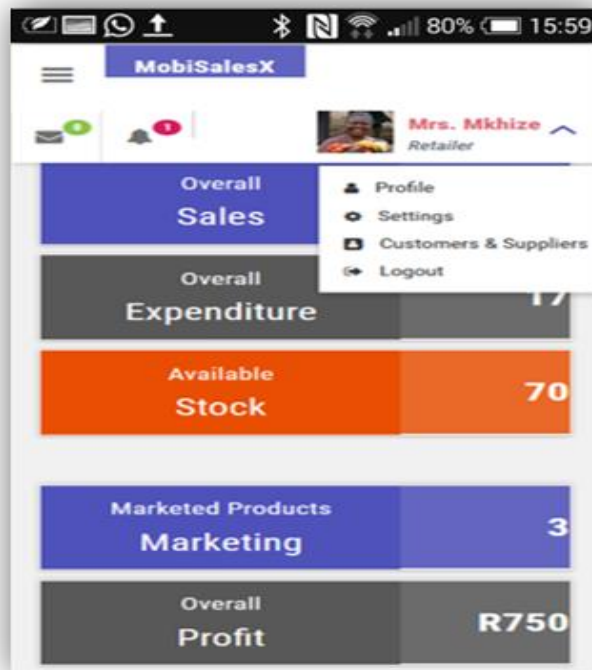 80% 15:59
MobiSalesX
0 1 Mrs. Mkhize
Retailer
Overall
Sales
Profile
Settings
Customers & Suppliers
Logout
Overall
Expenditure 17
Available
Stock 70
Marketed Products
Marketing 3
Overall
Profit R750